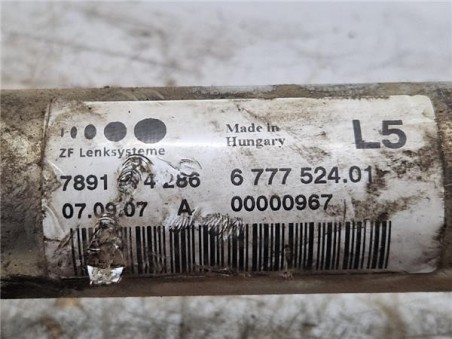 ZF Lenksysteme
Made in
Hungary
L5
7891 4 286 6 777 524.01
07.09.07 A 00000967